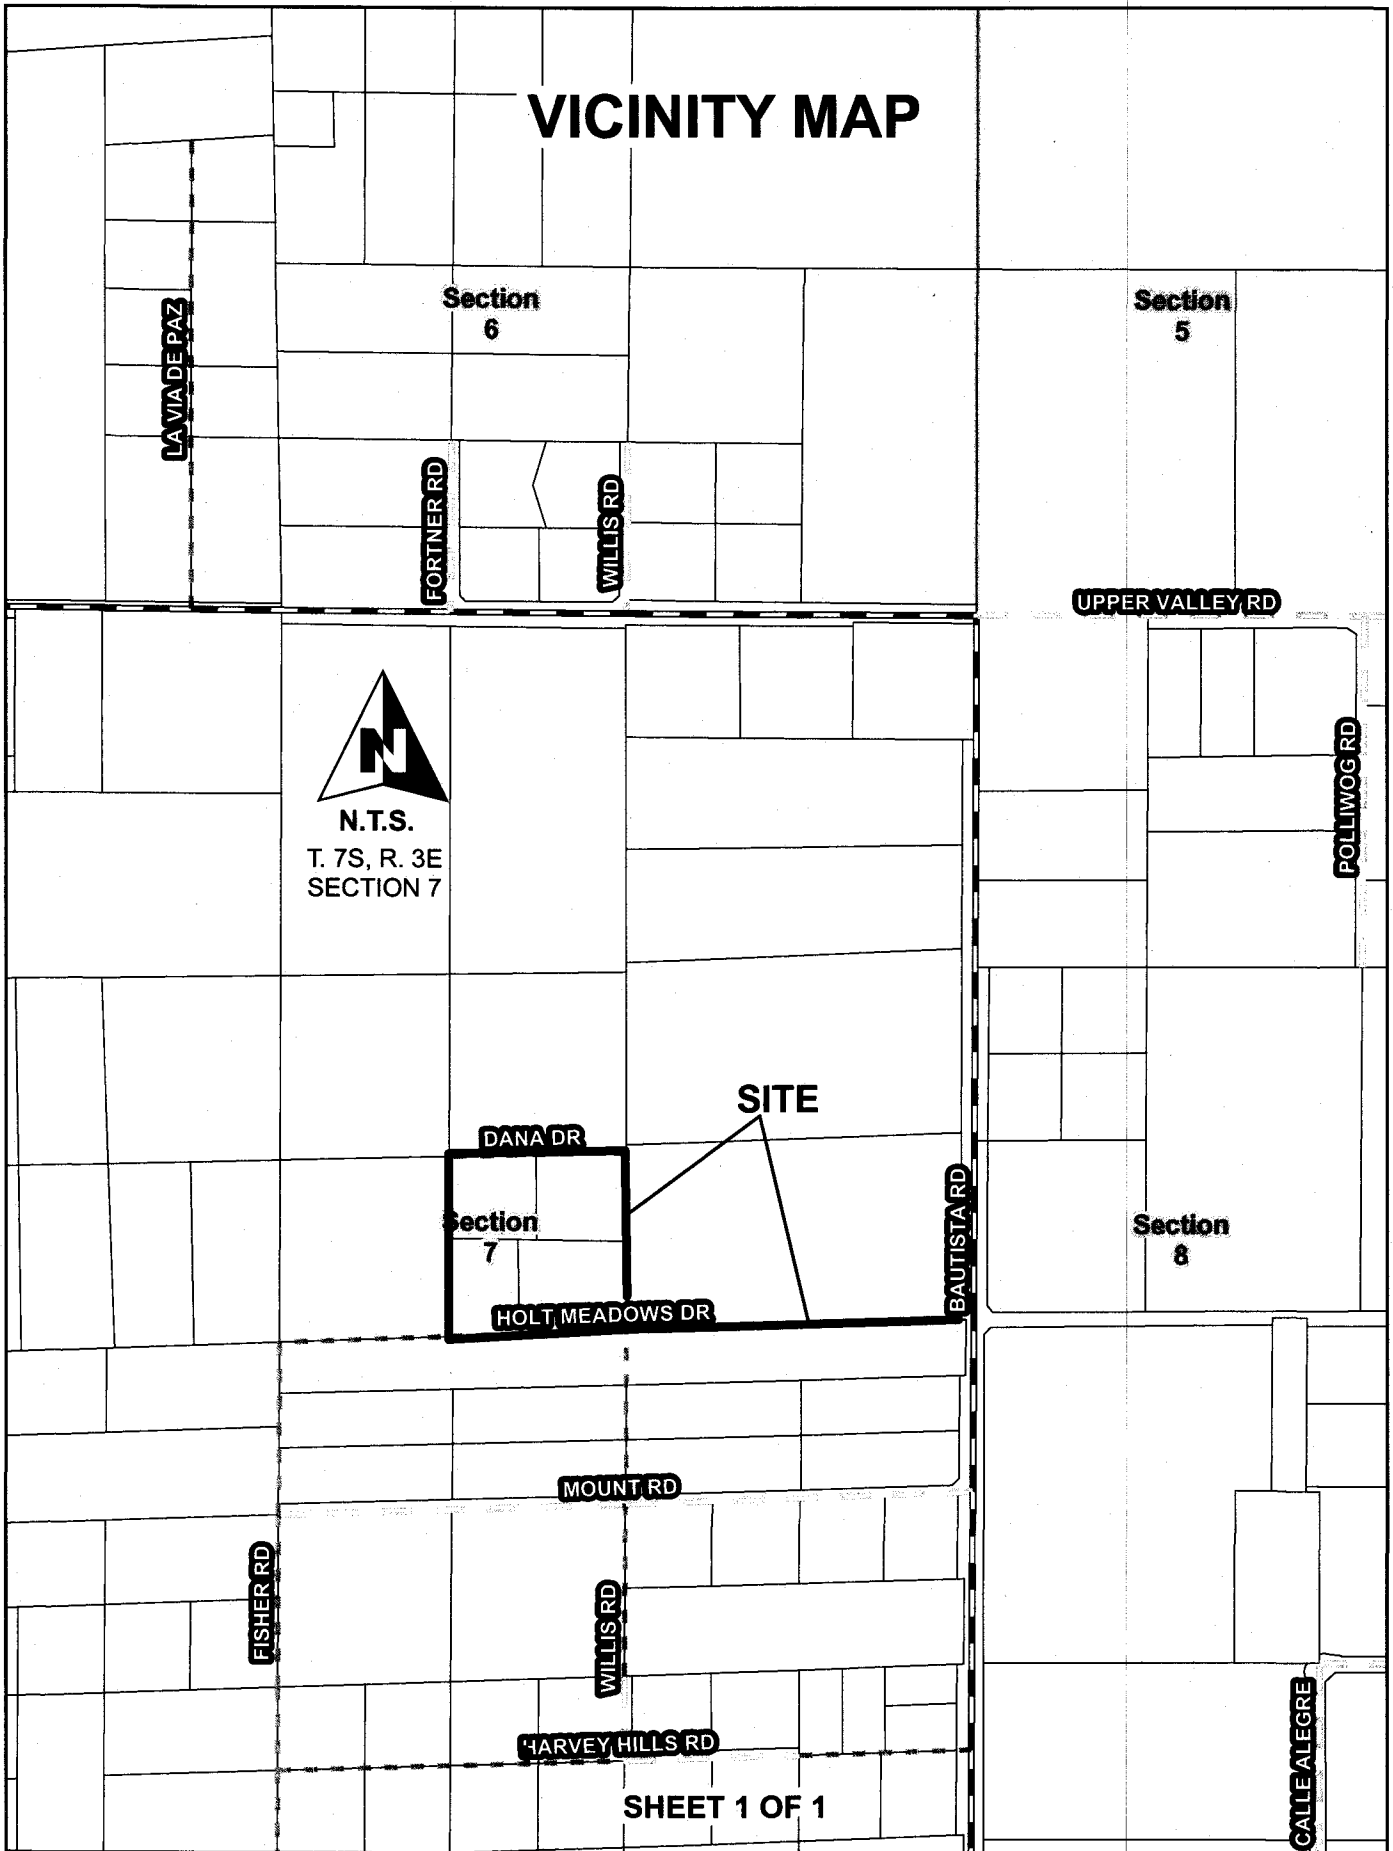 VICINITY MAP
Section
6
Section
5
LA VIA DE PAZ
FORTNER RD
WILLIS RD
UPPER VALLEY RD
N
N.T.S.
T. 7S, R. 3E
SECTION 7
POLLIWOG RD
SITE
DANA DR
Section
7
BAUTISTA RD
Section
8
HOLT MEADOWS DR
MOUNT RD
FISHER RD
WILLIS RD
HARVEY HILLS RD
CALLE ALEGRE
SHEET 1 OF 1